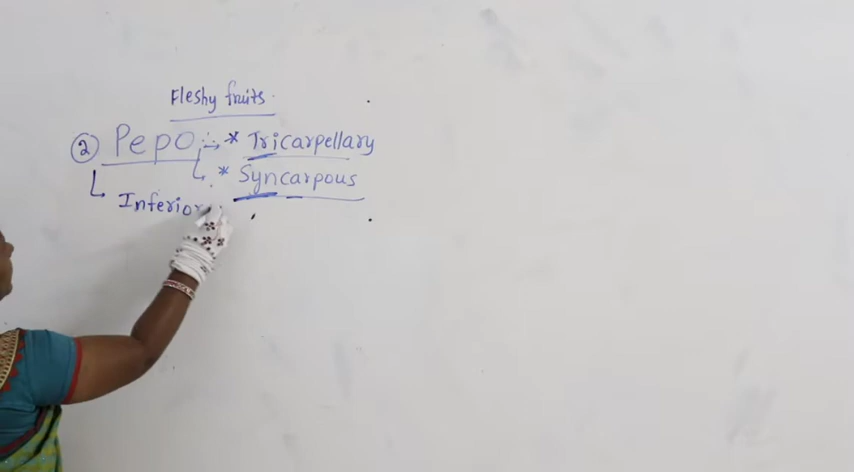 Fleshy fruits
② Pepo :→ * Tricarpellary
* Syncarpous
Inferior